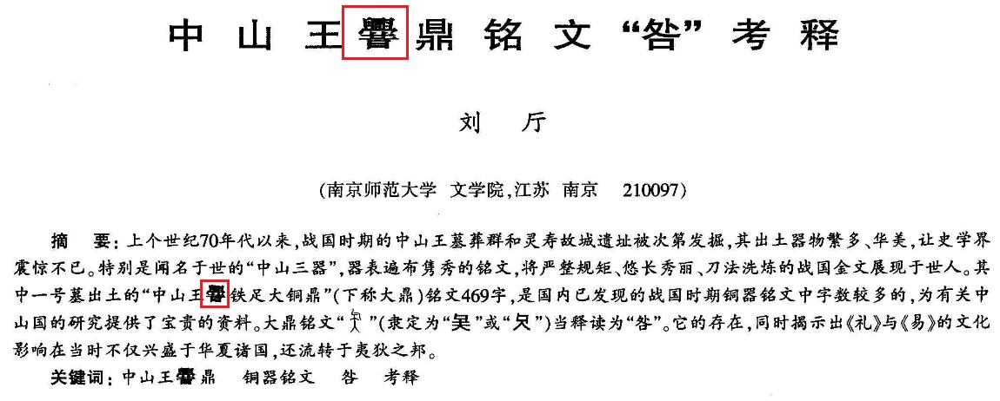 中山王鼎铭文“咎”考释
刘 厅
(南京师范大学 文学院,江苏 南京 210097)
摘 要: 上个世纪70年代以来,战国时期的中山王墓葬群和灵寿故城遗址被次第发掘,其出土器物繁多、华美,让史学界
震惊不已。特别是闻名于世的“中山三器”,器表遍布隽秀的铭文,将严整规矩、悠长秀丽、刀法洗炼的战国金文展现于世人。其
中一号墓出土的“中山王铁足大铜鼎”(下称大鼎)铭文469字,是国内已发现的战国时期铜器铭文中字数较多的,为有关中
山国的研究提供了宝贵的资料。大鼎铭文“”(隶定为“”或“”)当释读为“咎”。它的存在,同时揭示出《礼》与《易》的文化
影响在当时不仅兴盛于华夏诸国,还流转于夷狄之邦。
关键词: 中山王鼎 铜器铭文 咎 考释